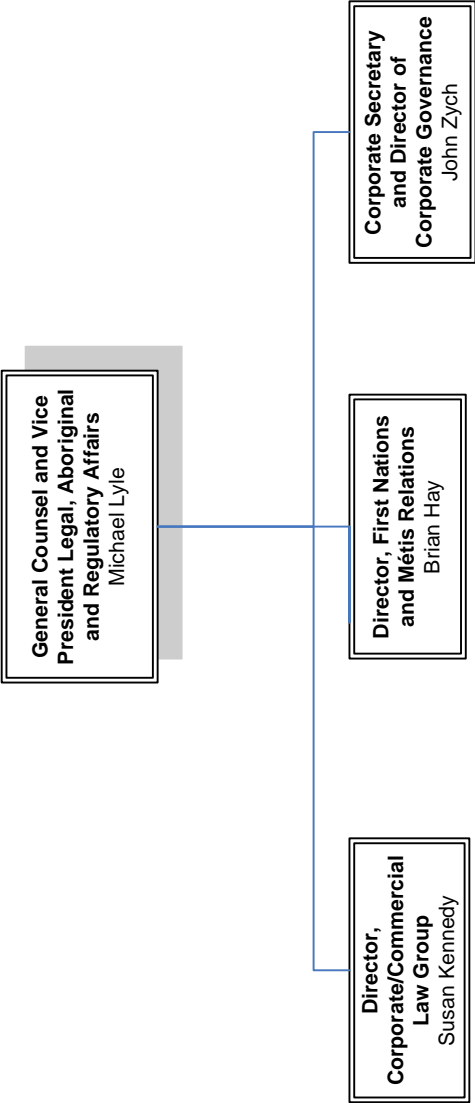 General Counsel and Vice
President Legal, Aboriginal
and Regulatory Affairs
Michael Lyle
Director,
Corporate/Commercial
Law Group
Susan Kennedy
Director, First Nations
and Métis Relations
Brian Hay
Corporate Secretary
and Director of
Corporate Governance
John Zych